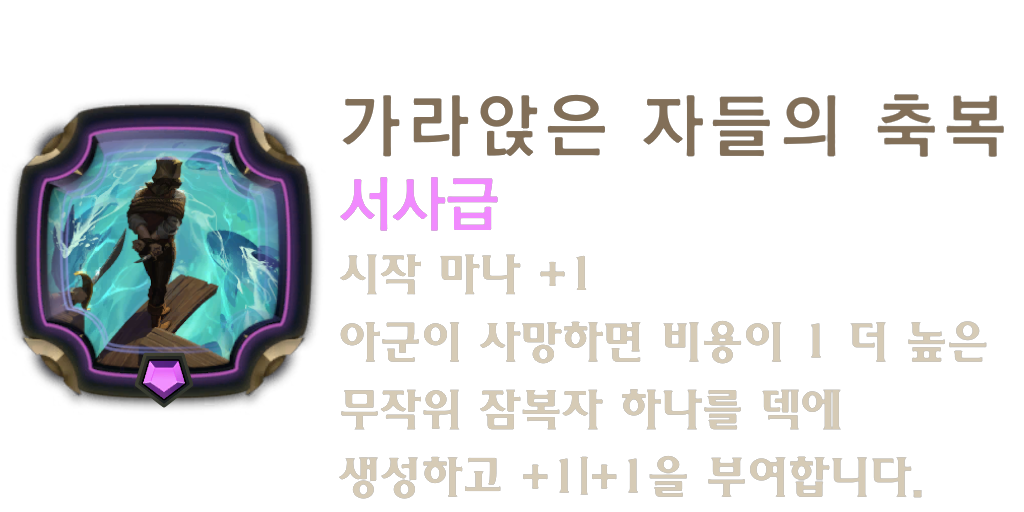 가라앉은 자들의 축복
서사급
시작 마나 +1
아군이 사망하면 비용이 1 더 높은
무작위 잠복자 하나를 덱에
생성하고 +1|+1을 부여합니다.